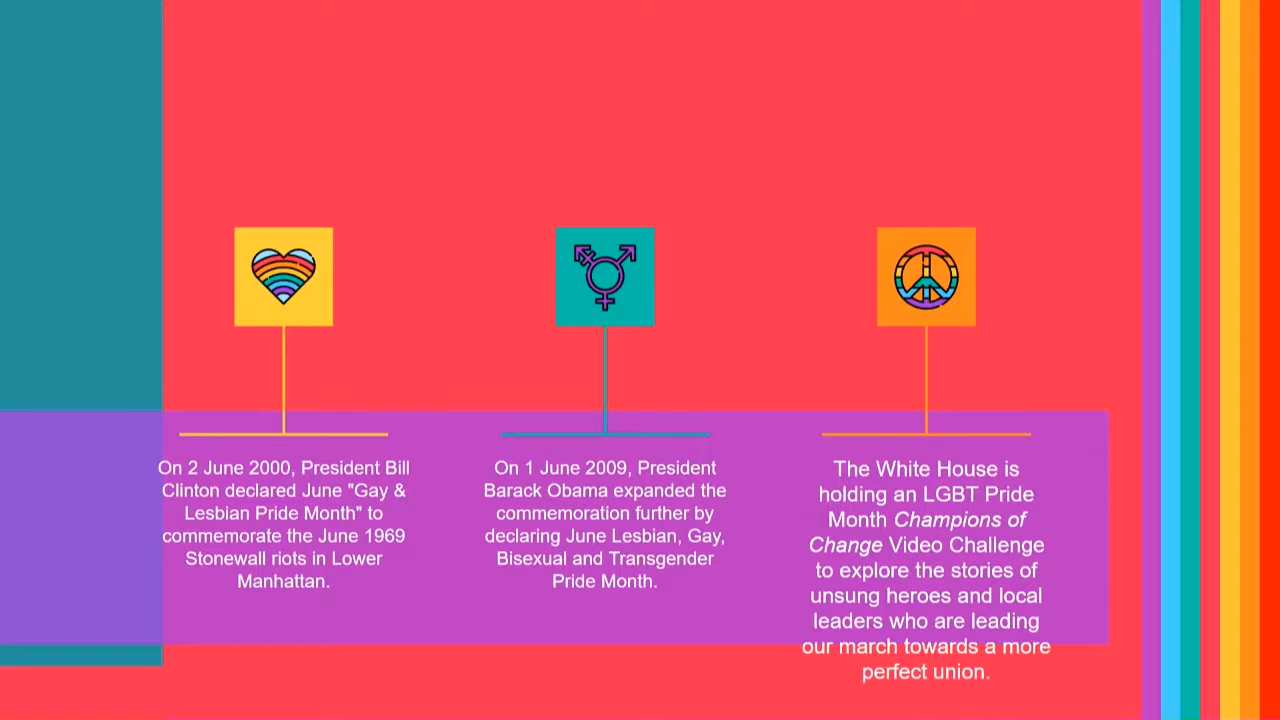 On 2 June 2000, President Bill
Clinton declared June "Gay &
Lesbian Pride Month" to
commemorate the June 1969
Stonewall riots in Lower
Manhattan.
On 1 June 2009, President
Barack Obama expanded the
commemoration further by
declaring June Lesbian, Gay,
Bisexual and Transgender
Pride Month.
The White House is
holding an LGBT Pride
Month Champions of
Change Video Challenge
to explore the stories of
unsung heroes and local
leaders who are leading
our march towards a more
perfect union.